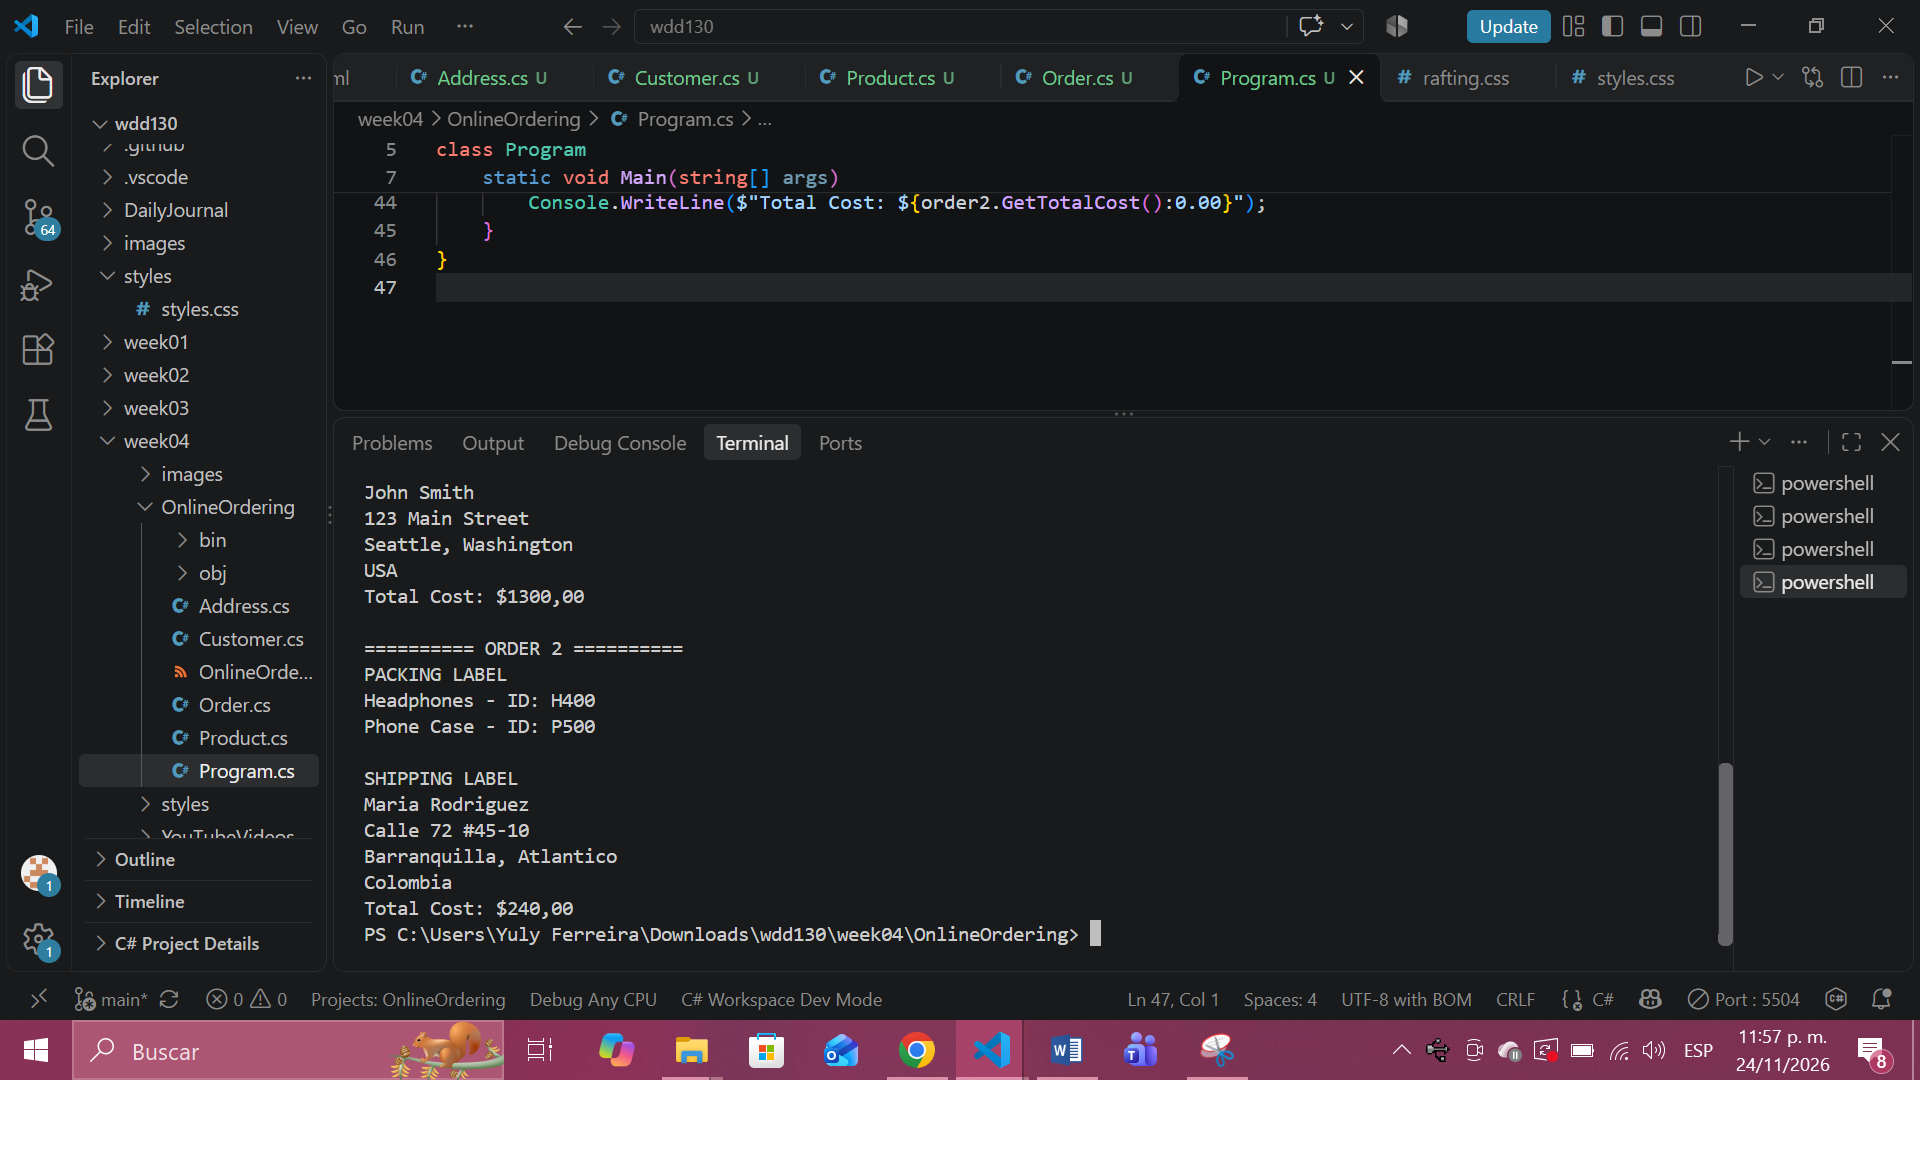 File Edit Selection View Go Run ··· wdd130 Update
Explorer ···
ml Address.cs U Customer.cs U Product.cs U Order.cs U Program.cs U # rafting.css # styles.css ···
wdd130
.github
.vscode
DailyJournal
images
styles
# styles.css
week01
week02
week03
week04
images
OnlineOrdering
bin
obj
C# Address.cs
C# Customer.cs
OnlineOrde...
C# Order.cs
C# Product.cs
C# Program.cs
styles
YouTubeVideos
Outline
Timeline
C# Project Details
64
1
1
week04 > OnlineOrdering > C# Program.cs > ...
5 class Program
7 static void Main(string[] args)
44 Console.WriteLine($"Total Cost: ${order2.GetTotalCost():0.00}");
45 }
46 }
47
Problems Output Debug Console Terminal Ports
John Smith
123 Main Street
Seattle, Washington
USA
Total Cost: $1300,00
========== ORDER 2 ==========
PACKING LABEL
Headphones - ID: H400
Phone Case - ID: P500
SHIPPING LABEL
Maria Rodriguez
Calle 72 #45-10
Barranquilla, Atlantico
Colombia
Total Cost: $240,00
PS C:\Users\Yuly Ferreira\Downloads\wdd130\week04\OnlineOrdering>
powershell
powershell
powershell
powershell
main* 0 0 Projects: OnlineOrdering Debug Any CPU C# Workspace Dev Mode Ln 47, Col 1 Spaces: 4 UTF-8 with BOM CRLF C# Port : 5504
Buscar ESP 11:57 p. m.
24/11/2026
8